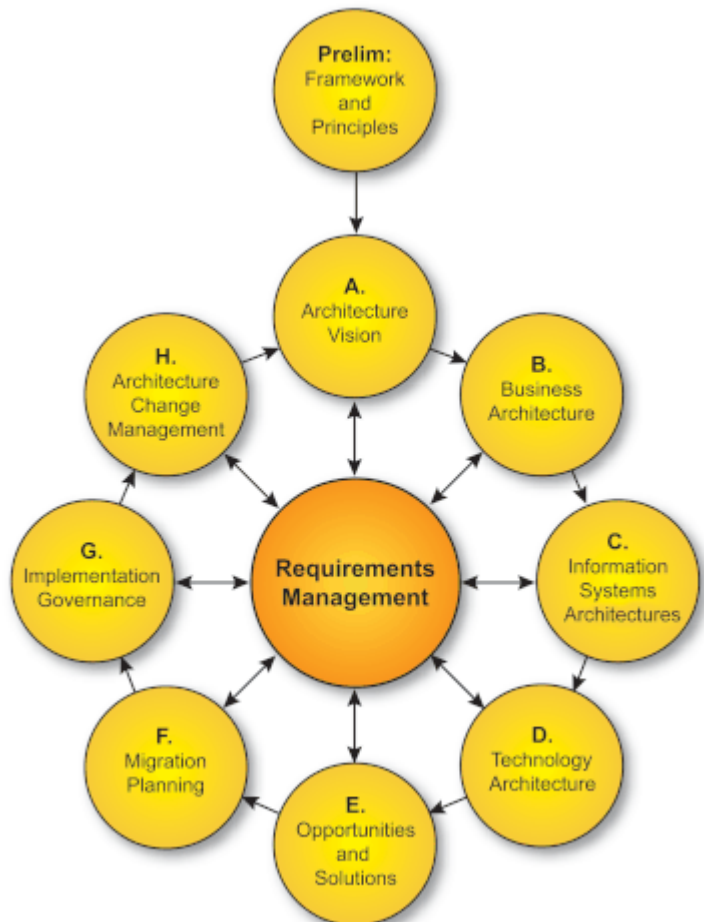 Prelim:
Framework
and
Principles
A.
Architecture
Vision
B.
Business
Architecture
C.
Information
Systems
Architectures
D.
Technology
Architecture
E.
Opportunities
and
Solutions
F.
Migration
Planning
G.
Implementation
Governance
H.
Architecture
Change
Management
Requirements
Management